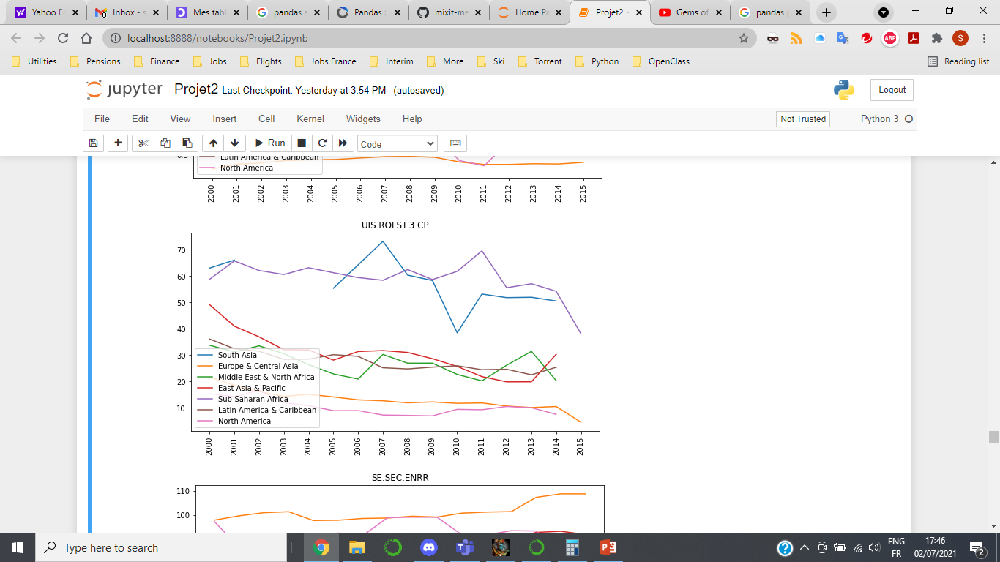 Yahoo Fr
Inbox - s
Mes tabl
pandas a
Pandas :
mixit-me
Home Pa
Projet2 -
Gems of
pandas p
localhost:8888/notebooks/Projet2.ipynb
ABP
S
Utilities
Pensions
Finance
Jobs
Flights
Jobs France
Interim
More
Ski
Torrent
Python
OpenClass
Reading list
jupyter Projet2 Last Checkpoint: Yesterday at 3:54 PM (autosaved)
Logout
File Edit View Insert Cell Kernel Widgets Help
Not Trusted
Python 3
Run
Code
Latin America & Caribbean
North America
2000 2001 2002 2003 2004 2005 2006 2007 2008 2009 2010 2011 2012 2013 2014 2015
UIS.ROFST.3.CP
70
60
50
40
30
20
10
South Asia
Europe & Central Asia
Middle East & North Africa
East Asia & Pacific
Sub-Saharan Africa
Latin America & Caribbean
North America
2000 2001 2002 2003 2004 2005 2006 2007 2008 2009 2010 2011 2012 2013 2014 2015
SE.SEC.ENRR
110
100
Type here to search
ENG
FR
17:46
02/07/2021
2